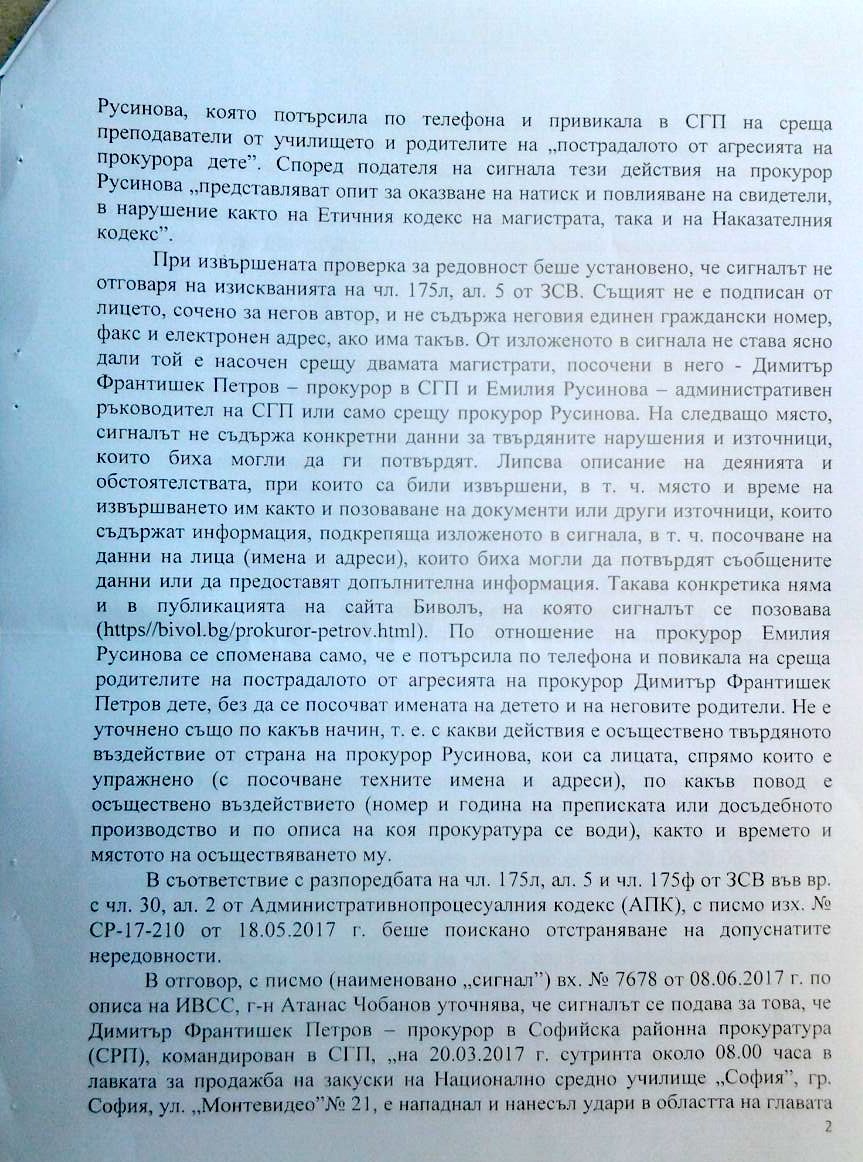 Русинова, която потърсила по телефона и привикала в СГП на среща
преподаватели от училището и родителите на „пострадалото от агресията на
прокурора дете”. Според подателя на сигнала тези действия на прокурор
Русинова „представляват опит за оказване на натиск и повлияване на свидетели,
в нарушение както на Етичния кодекс на магистрата, така и на Наказателния
кодекс”.
При извършената проверка за редовност беше установено, че сигналът не
отговаря на изискванията на чл. 175л, ал. 5 от ЗСВ. Същият не е подписан от
лицето, сочено за негов автор, и не съдържа неговия единен граждански номер,
факс и електронен адрес, ако има такъв. От изложеното в сигнала не става ясно
дали той е насочен срещу двамата магистрати, посочени в него - Димитър
Франтишек Петров – прокурор в СГП и Емилия Русинова – административен
ръководител на СГП или само срещу прокурор Русинова. На следващо място,
сигналът не съдържа конкретни данни за твърдяните нарушения и източници,
които биха могли да ги потвърдят. Липсва описание на деянията и
обстоятелствата, при които са били извършени, в т. ч. място и време на
извършването им както и позоваване на документи или други източници, които
съдържат информация, подкрепяща изложеното в сигнала, в т. ч. посочване на
данни на лица (имена и адреси), които биха могли да потвърдят съобщените
данни или да предоставят допълнителна информация. Такава конкретика няма
и в публикацията на сайта Биволъ, на която сигналът се позовава
(https//bivol.bg/prokuror-petrov.html). По отношение на прокурор Емилия
Русинова се споменава само, че е потърсила по телефона и повикала на среща
родителите на пострадалото от агресията на прокурор Димитър Франтишек
Петров дете, без да се посочват имената на детето и на неговите родители. Не е
уточнено също по какъв начин, т. е. с какви действия е осъществено твърдяното
въздействие от страна на прокурор Русинова, кои са лицата, спрямо които е
упражнено (с посочване техните имена и адреси), по какъв повод е
осъществено въздействието (номер и година на преписката или досъдебното
производство и по описа на коя прокуратура се води), както и времето и
мястото на осъществяването му.
В съответствие с разпоредбата на чл. 175л, ал. 5 и чл. 175ф от ЗСВ във вр.
с чл. 30, ал. 2 от Административнопроцесуалния кодекс (АПК), с писмо изх. №
СР-17-210 от 18.05.2017 г. беше поискано отстраняване на допуснатите
нередовности.
В отговор, с писмо (наименовано „сигнал”) вх. № 7678 от 08.06.2017 г. по
описа на ИВСС, г-н Атанас Чобанов уточнява, че сигналът се подава за това, че
Димитър Франтишек Петров – прокурор в Софийска районна прокуратура
(СРП), командирован в СГП, „на 20.03.2017 г. сутринта около 08.00 часа в
лавката за продажба на закуски на Национално средно училище „София”, гр.
София, ул. „Монтевидео”№ 21, е нападнал и нанесъл удари в областта на главата
2